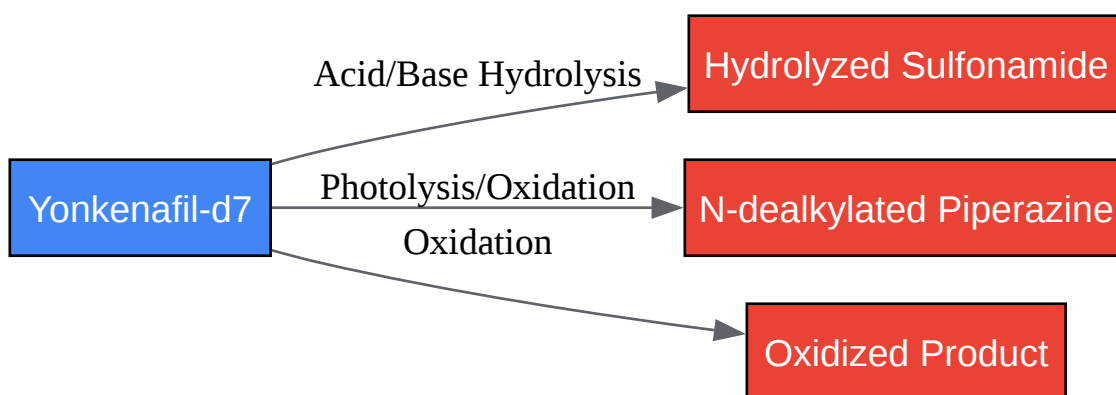 Acid/Base Hydrolysis
Hydrolyzed Sulfonamide
Yonkenafil-d7
Photolysis/Oxidation
N-dealkylated Piperazine
Oxidation
Oxidized Product